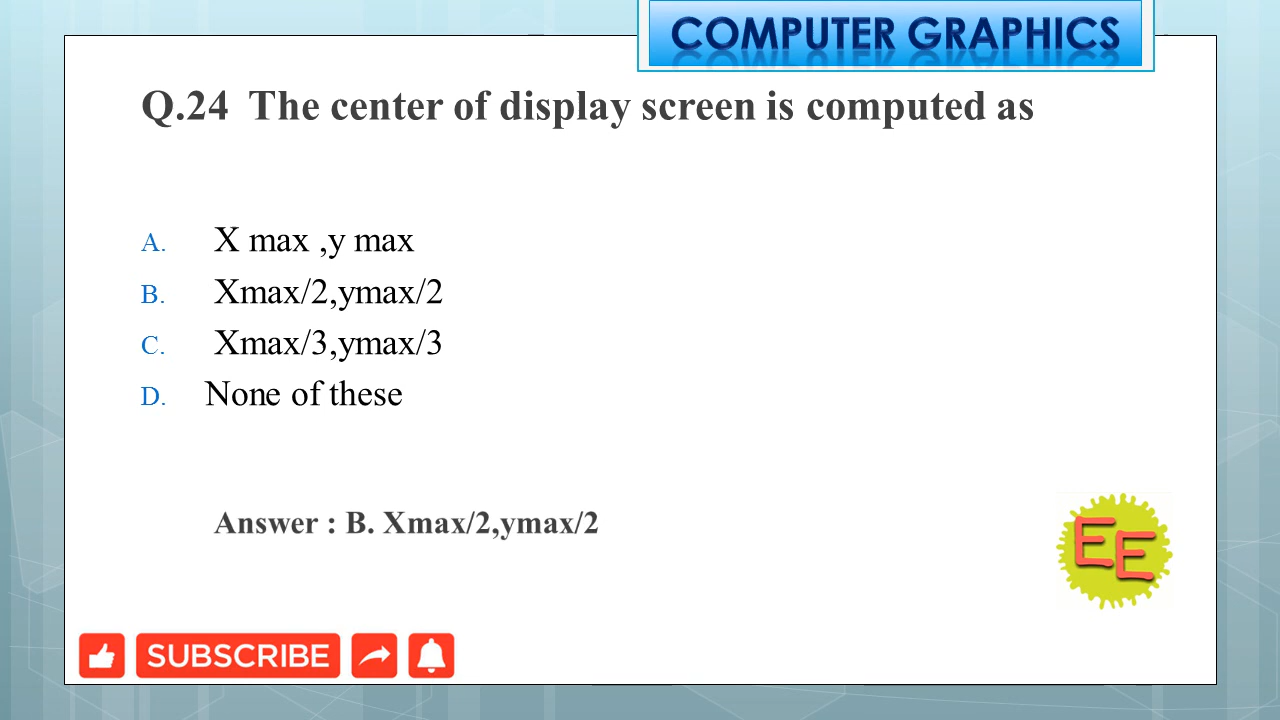 COMPUTER GRAPHICS
Q.24 The center of display screen is computed as
A. X max ,y max
B. Xmax/2,ymax/2
C. Xmax/3,ymax/3
D. None of these
Answer : B. Xmax/2,ymax/2
EE
SUBSCRIBE